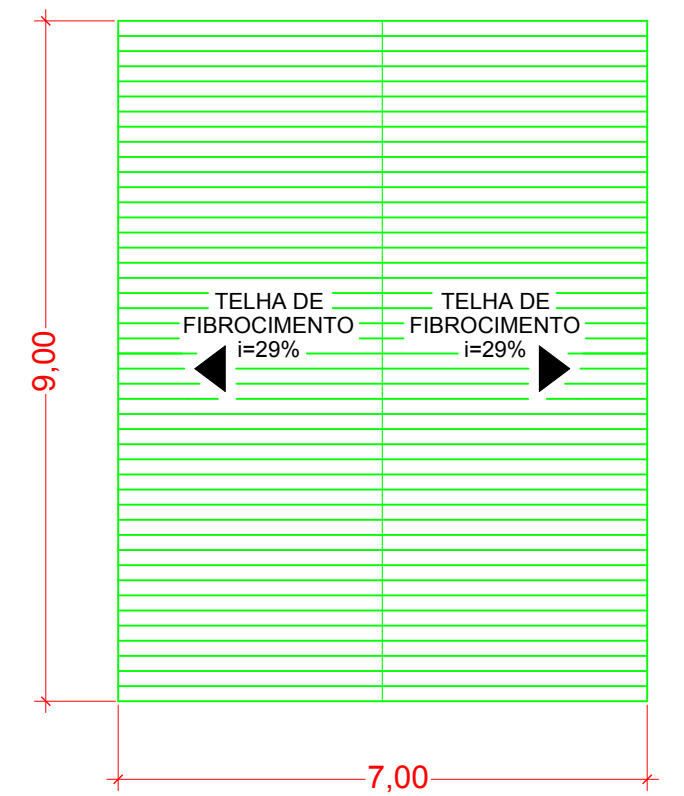 TELHA DE
FIBROCIMENTO
i=29%
TELHA DE
FIBROCIMENTO
i=29%
9,00
7,00